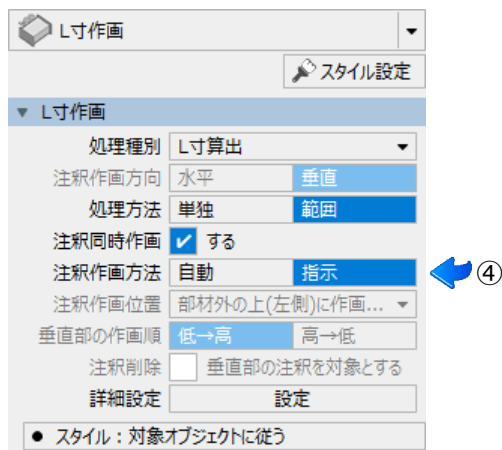 L寸作画
スタイル設定
L寸作画
処理種別 L寸算出
注釈作画方向 水平 垂直
処理方法 単独 範囲
注釈同時作画 する
注釈作画方法 自動 指示 ④
注釈作画位置 部材外の上(左側)に作画...
垂直部の作画順 低→高 高→低
注釈削除 垂直部の注釈を対象とする
詳細設定 設定
● スタイル：対象オブジェクトに従う